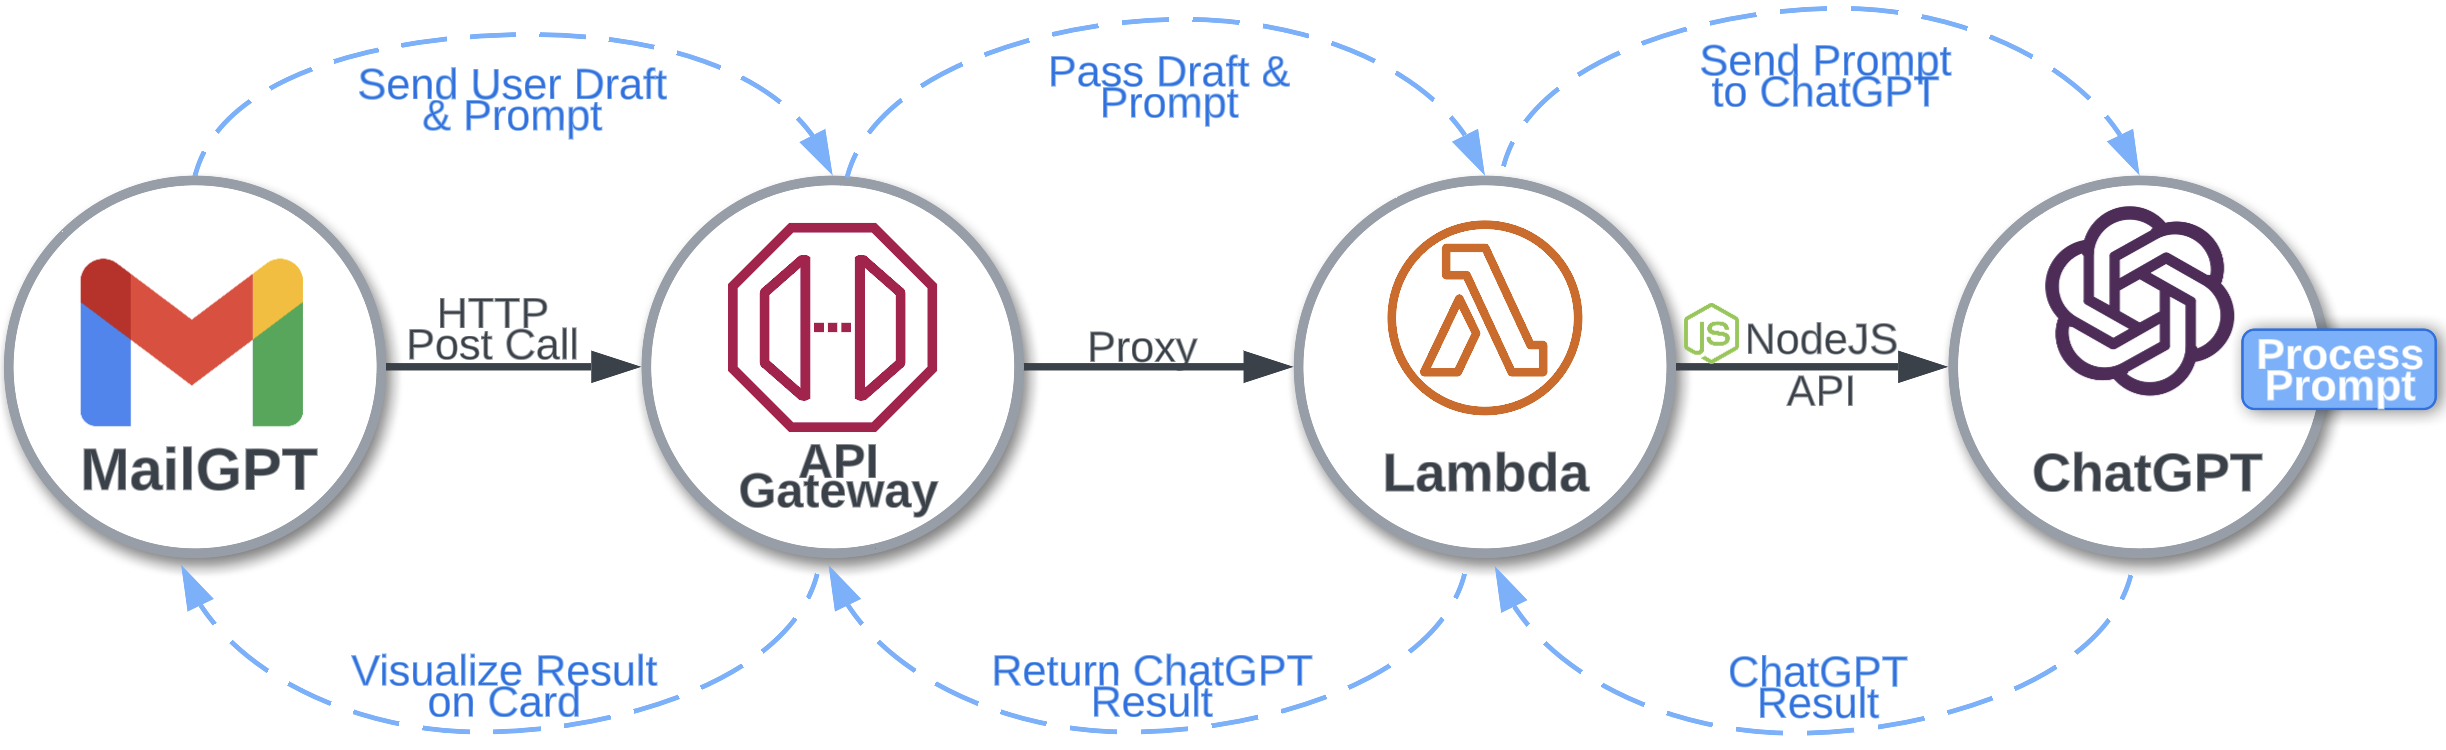 Send User Draft
& Prompt
Pass Draft &
Prompt
Send Prompt
to ChatGPT
HTTP
Post Call
Proxy
JS
NodeJS
API
Process
Prompt
MailGPT
API
Gateway
Lambda
ChatGPT
Visualize Result
on Card
Return ChatGPT
Result
ChatGPT
Result